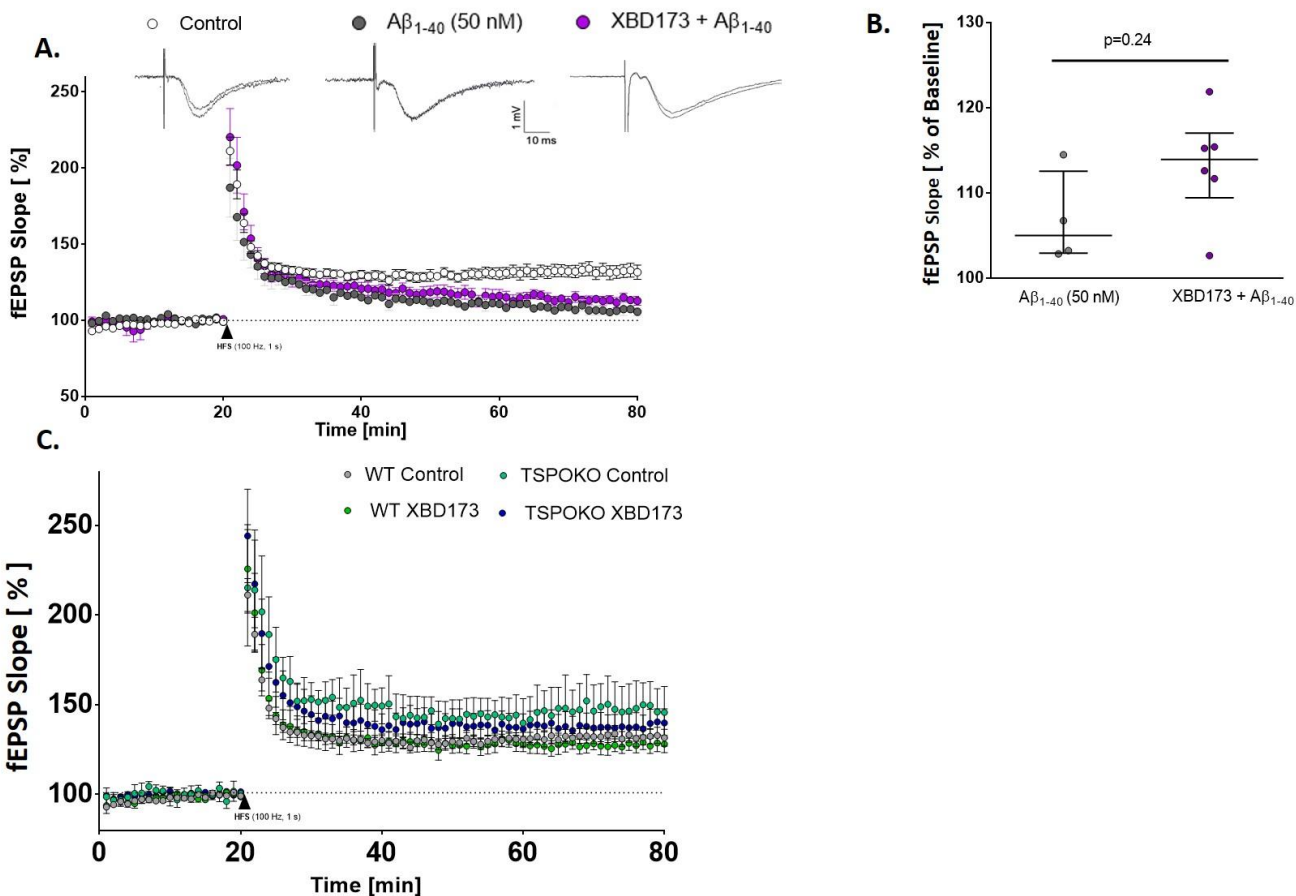 A.
Control
Aβ1-40 (50 nM)
XBD173 + Aβ1-40
fEPSP Slope [ %]
250
200
150
100
50
1 mV
10 ms
HFS (100 Hz, 1 s)
0
20
40
60
80
Time [min]
B.
fEPSP Slope [ % of Baseline]
130
120
110
100
p=0.24
Aβ1-40 (50 nM)
XBD173 + Aβ1-40
C.
WT Control
TSPOKO Control
WT XBD173
TSPOKO XBD173
fEPSP Slope [ % ]
250
200
150
100
HFS (100 Hz, 1 s)
0
20
40
60
80
Time [min]